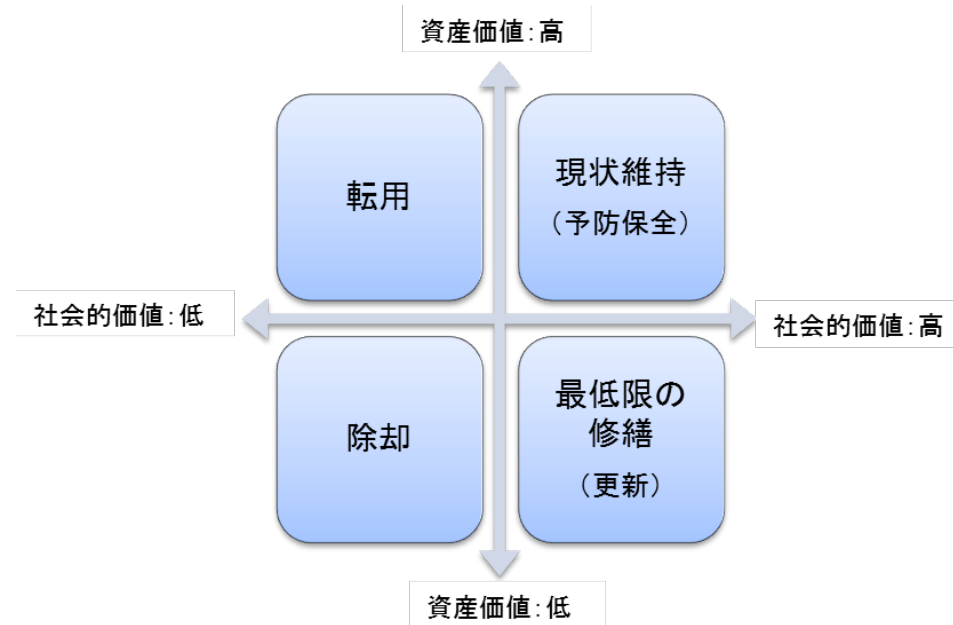 資産価値：高
転用
現状維持
（予防保全）
社会的価値：低
社会的価値：高
除却
最低限の
修繕
（更新）
資産価値：低